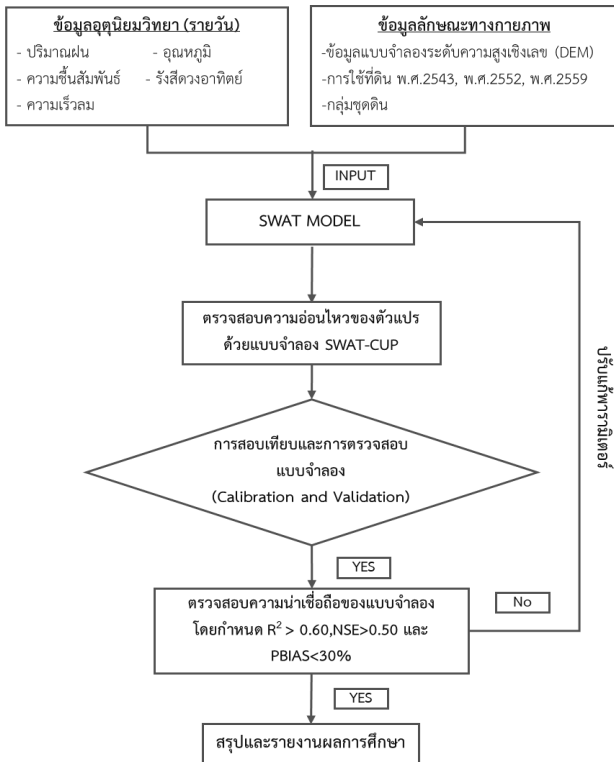 ข้อมูลอุตุนิยมวิทยา (รายวัน)
- ปริมาณฝน - อุณหภูมิ
- ความชื้นสัมพันธ์ - รังสีดวงอาทิตย์
- ความเร็วลม
ข้อมูลลักษณะทางกายภาพ
-ข้อมูลแบบจำลองระดับความสูงเชิงเลข (DEM)
-การใช้ที่ดิน พ.ศ.2543, พ.ศ.2552, พ.ศ.2559
-กลุ่มชุดดิน
INPUT
SWAT MODEL
ตรวจสอบความอ่อนไหวของตัวแปร
ด้วยแบบจำลอง SWAT-CUP
ปรับแก้พารามิเตอร์
การสอบเทียบและการตรวจสอบ
แบบจำลอง
(Calibration and Validation)
YES
ตรวจสอบความน่าเชื่อถือของแบบจำลอง
โดยกำหนด R² > 0.60,NSE>0.50 และ
PBIAS<30%
No
YES
สรุปและรายงานผลการศึกษา